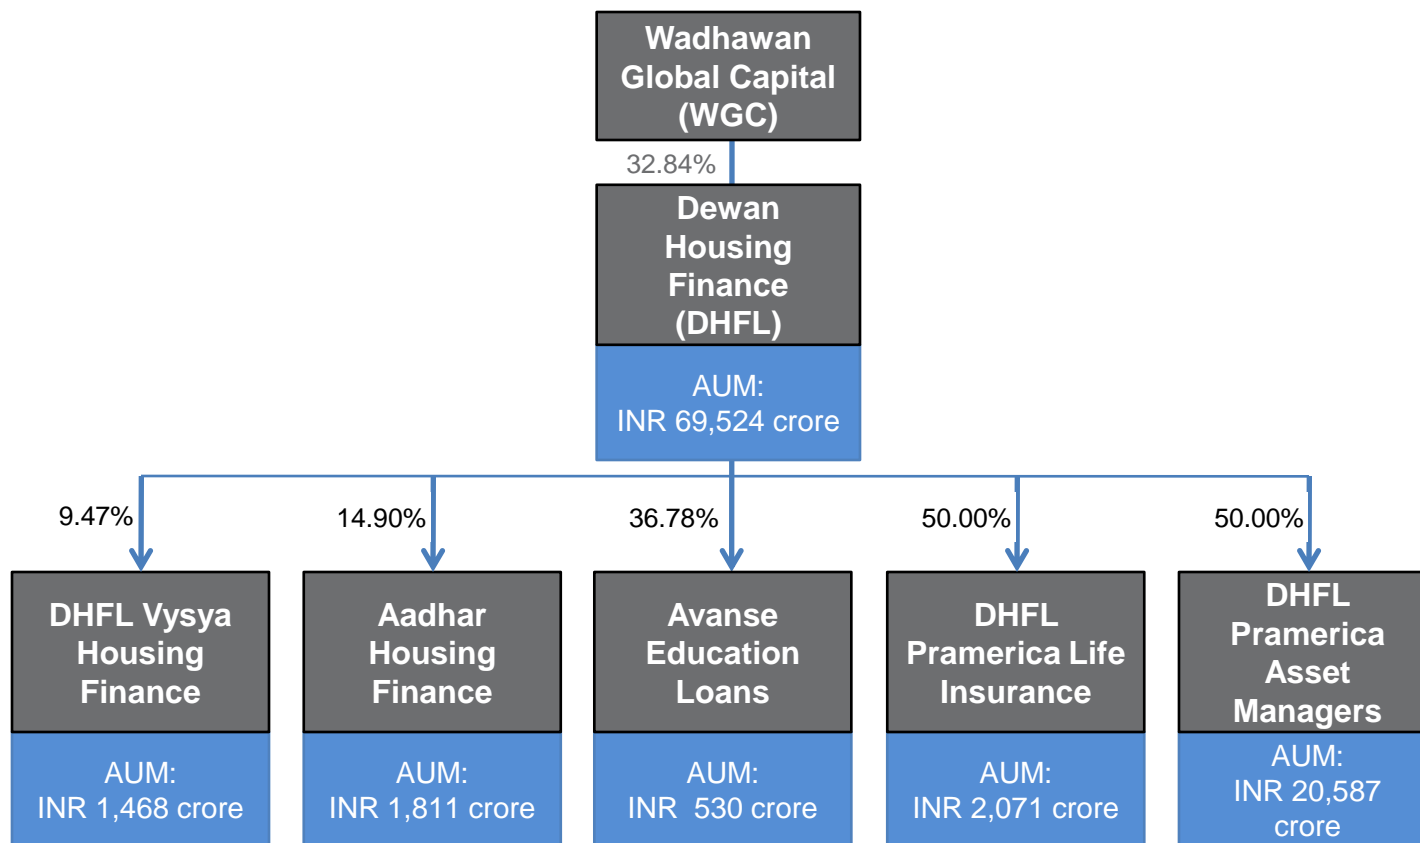 Wadhawan
Global Capital
(WGC)
32.84%
Dewan
Housing
Finance
(DHFL)
AUM:
INR 69,524 crore
9.47%
14.90%
36.78%
50.00%
50.00%
DHFL Vysya
Housing
Finance
AUM:
INR 1,468 crore
Aadhar
Housing
Finance
AUM:
INR 1,811 crore
Avanse
Education
Loans
AUM:
INR 530 crore
DHFL
Pramerica Life
Insurance
AUM:
INR 2,071 crore
DHFL
Pramerica
Asset
Managers
AUM:
INR 20,587
crore